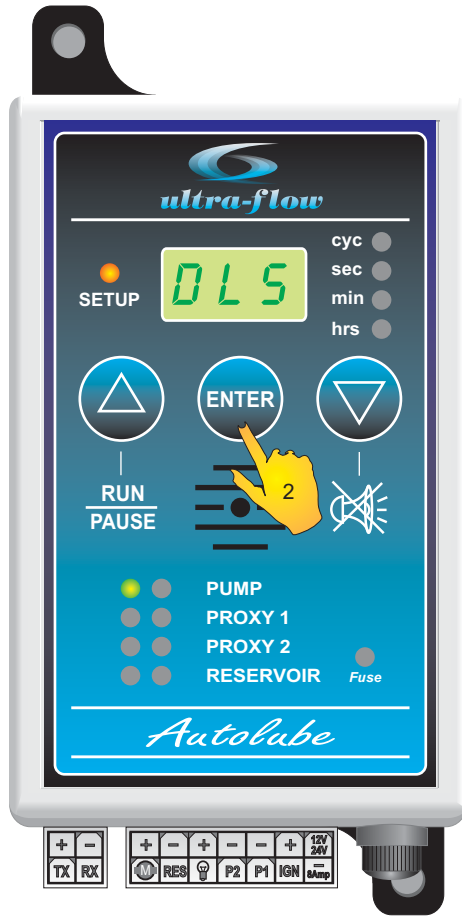 ultra-flow
cyc
sec
min
hrs
SETUP
DLS
ENTER
2
RUN
PAUSE
PUMP
PROXY 1
PROXY 2
RESERVOIR
Fuse
Autolube
+ - + - + - - + 12V
24V
TX RX M RES P2 P1 IGN -
8Amp